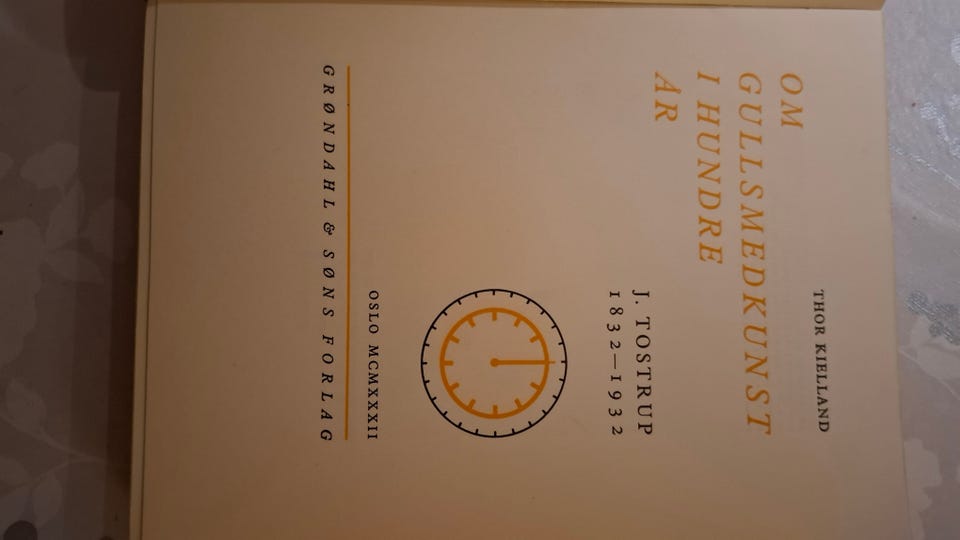 THOR KIELLAND
OM
GULLSMEDKUNST
I HUNDRE
ÅR
J. TOSTRUP
1832—1932
OSLO MCMXXXII
GRØNDAHL & SØNS FORLAG